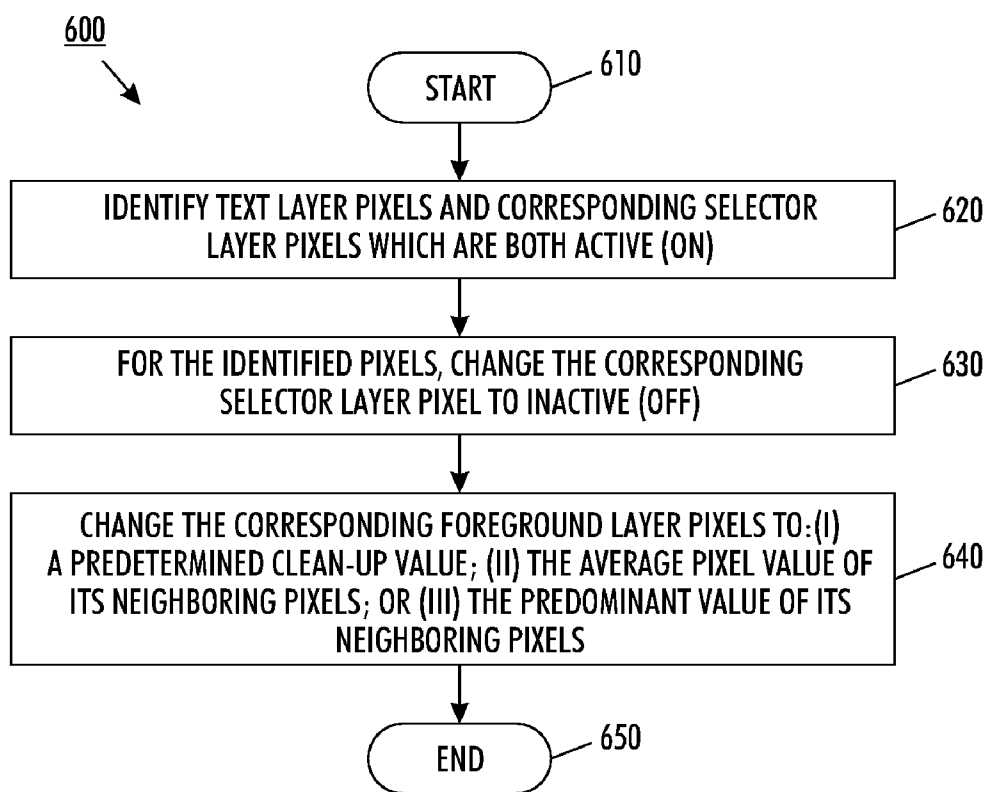 600
START
610
IDENTIFY TEXT LAYER PIXELS AND CORRESPONDING SELECTOR
LAYER PIXELS WHICH ARE BOTH ACTIVE (ON)
620
FOR THE IDENTIFIED PIXELS, CHANGE THE CORRESPONDING
SELECTOR LAYER PIXEL TO INACTIVE (OFF)
630
CHANGE THE CORRESPONDING FOREGROUND LAYER PIXELS TO:(I)
A PREDETERMINED CLEAN-UP VALUE; (II) THE AVERAGE PIXEL VALUE OF
ITS NEIGHBORING PIXELS; OR (III) THE PREDOMINANT VALUE OF ITS
NEIGHBORING PIXELS
640
END
650